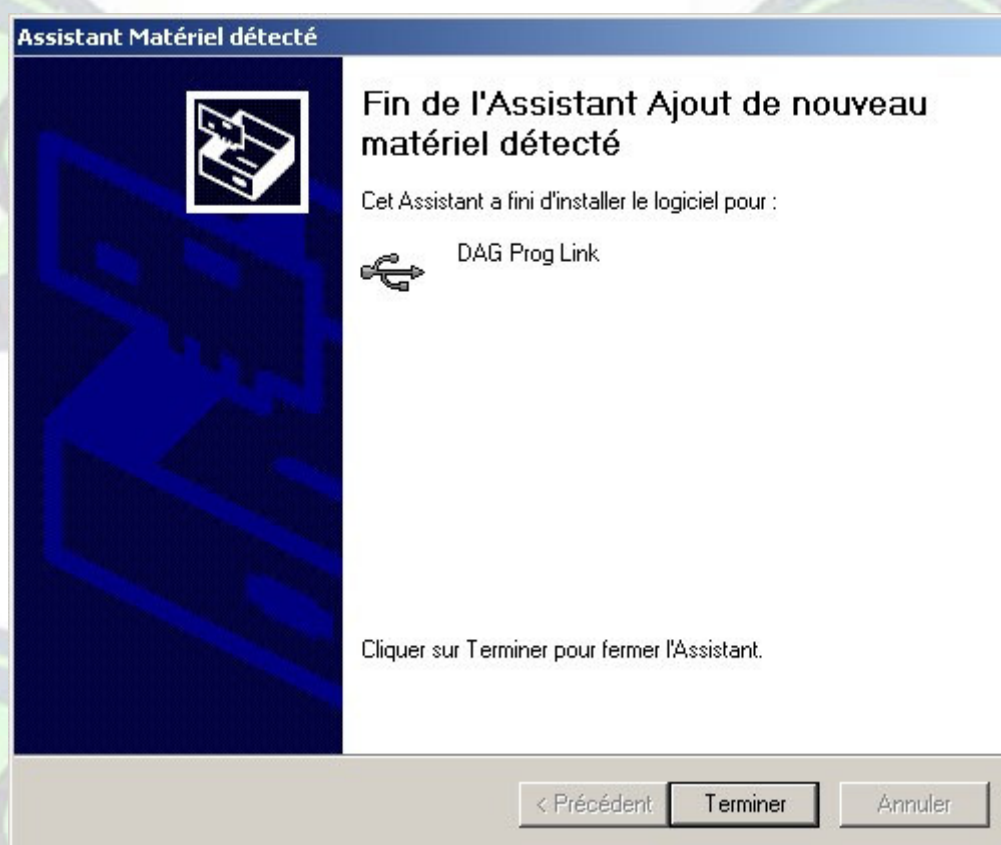 Assistant Matériel détecté
Fin de l'Assistant Ajout de nouveau
matériel détecté
Cet Assistant a fini d'installer le logiciel pour :
DAG Prog Link
Cliquer sur Terminer pour fermer l'Assistant.
< Précédent Terminer Annuler